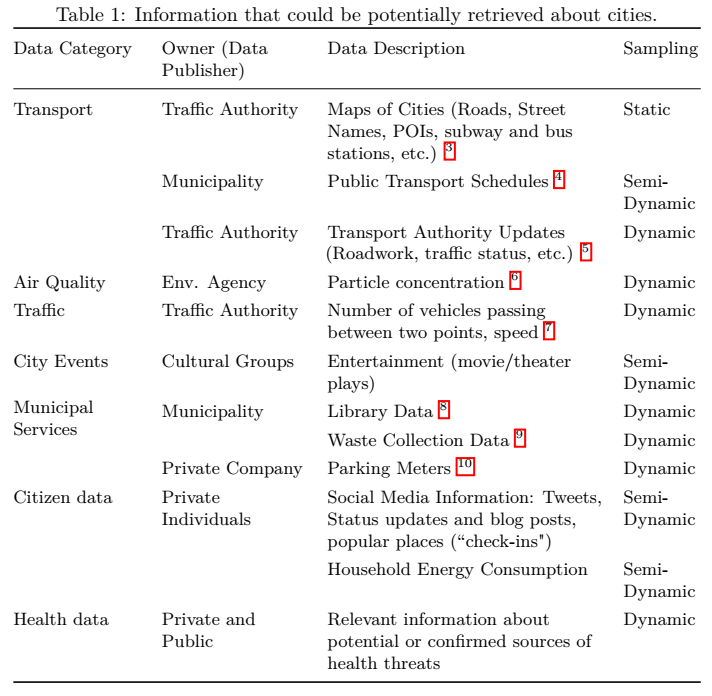 Table 1: Information that could be potentially retrieved about cities.
Data Category Owner (Data Publisher) Data Description Sampling
Transport Traffic Authority Maps of Cities (Roads, Street Names, POIs, subway and bus stations, etc.) 3 Static
Municipality Public Transport Schedules 4 Semi-Dynamic
Traffic Authority Transport Authority Updates (Roadwork, traffic status, etc.) 5 Dynamic
Air Quality Env. Agency Particle concentration 6 Dynamic
Traffic Traffic Authority Number of vehicles passing between two points, speed 7 Dynamic
City Events Cultural Groups Entertainment (movie/theater plays) Semi-Dynamic
Municipal Services Municipality Library Data 8 Dynamic
Waste Collection Data 9 Dynamic
Private Company Parking Meters 10 Dynamic
Citizen data Private Individuals Social Media Information: Tweets, Status updates and blog posts, popular places (“check-ins") Semi-Dynamic
Household Energy Consumption Semi-Dynamic
Health data Private and Public Relevant information about potential or confirmed sources of health threats Dynamic